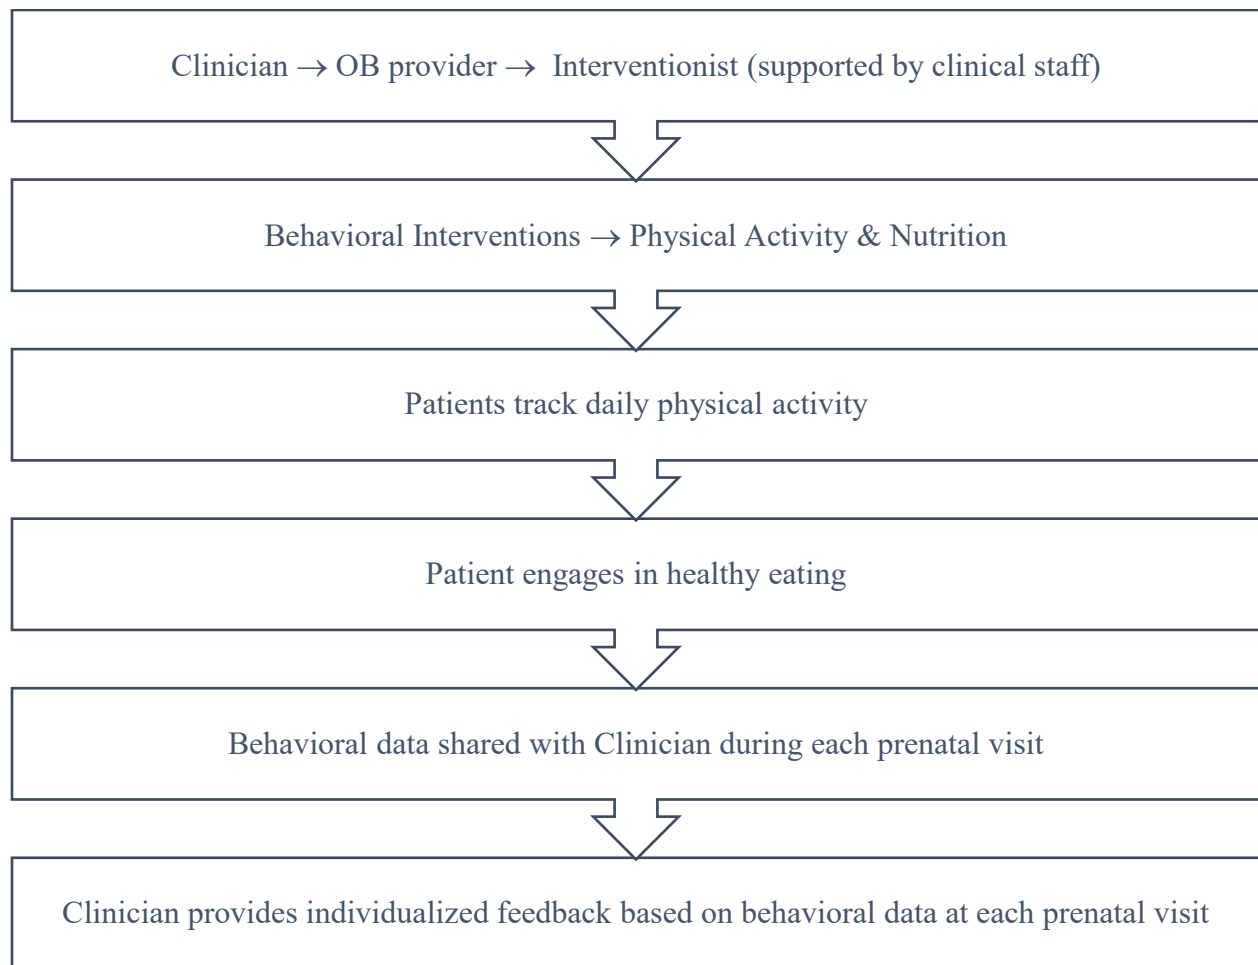 Clinician → OB provider → Interventionist (supported by clinical staff)
Behavioral Interventions → Physical Activity & Nutrition
Patients track daily physical activity
Patient engages in healthy eating
Behavioral data shared with Clinician during each prenatal visit
Clinician provides individualized feedback based on behavioral data at each prenatal visit